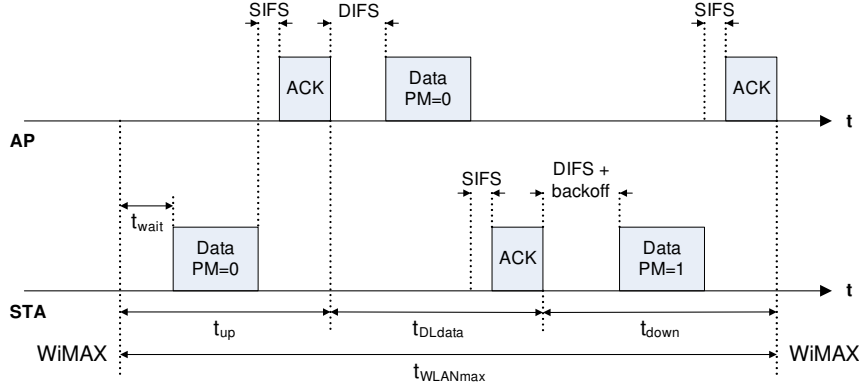 SIFS DIFS SIFS
ACK Data PM=0 ACK
t
AP
SIFS DIFS + backoff
twait
Data PM=0 ACK Data PM=1
t
STA
tup tDLdata tdown
WiMAX WiMAX
tWLANmax